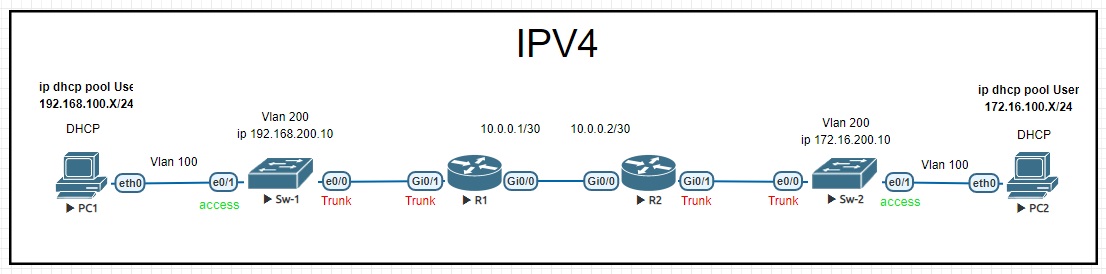 IPV4
ip dhcp pool Use
192.168.100.X/24
DHCP
Vlan 200
ip 192.168.200.10
10.0.0.1/30
10.0.0.2/30
Vlan 200
ip 172.16.200.10
ip dhcp pool User
172.16.100.X/24
DHCP
Vlan 100
Vlan 100
eth0
e0/1
e0/0
Gi0/1
Gi0/0
Gi0/0
Gi0/1
e0/0
e0/1
eth0
PC1
access
Sw-1
Trunk
Trunk
R1
R2
Trunk
Trunk
Sw-2
access
PC2